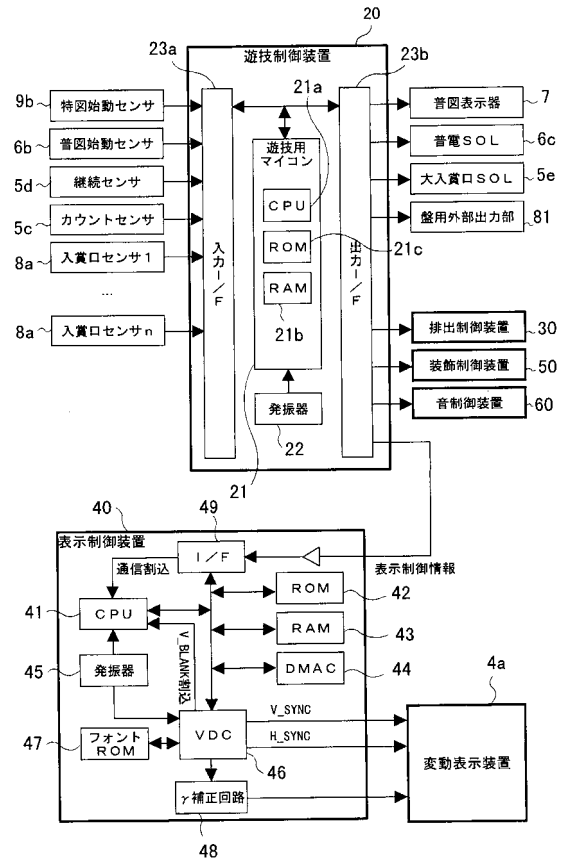 20
23a
遊技制御装置
23b
21a
9b
特図始動センサ
6b
普図始動センサ
5d
継続センサ
5c
カウントセンサ
8a
入賞口センサ1
…
8a
入賞口センサn
入力I/F
遊技用
マイコン
CPU
ROM
21c
RAM
21b
発振器
22
21
出力I/F
普図表示器
7
普電SOL
6c
大入賞口SOL
5e
盤用外部出力部
81
排出制御装置
30
装飾制御装置
50
音制御装置
60
40
49
表示制御装置
I/F
通信割込
表示制御情報
41
CPU
ROM
42
RAM
43
V_BLANK割込
45
発振器
DMAC
44
4a
V_SYNC
H_SYNC
47
フォント
ROM
VDC
46
変動表示装置
γ補正回路
48